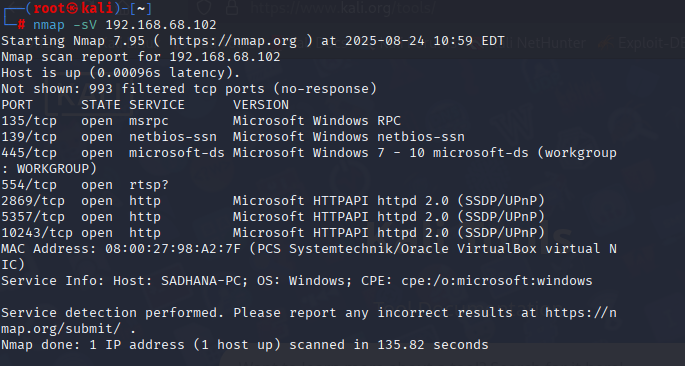 ┌──(root㉿kali)-[~]
└─# nmap -sV 192.168.68.102
Starting Nmap 7.95 ( https://nmap.org ) at 2025-08-24 10:59 EDT
Nmap scan report for 192.168.68.102
Host is up (0.00096s latency).
Not shown: 993 filtered tcp ports (no-response)
PORT      STATE SERVICE      VERSION
135/tcp   open  msrpc        Microsoft Windows RPC
139/tcp   open  netbios-ssn  Microsoft Windows netbios-ssn
445/tcp   open  microsoft-ds Microsoft Windows 7 - 10 microsoft-ds (workgroup
: WORKGROUP)
554/tcp   open  rtsp?
2869/tcp  open  http         Microsoft HTTPAPI httpd 2.0 (SSDP/UPnP)
5357/tcp  open  http         Microsoft HTTPAPI httpd 2.0 (SSDP/UPnP)
10243/tcp open  http         Microsoft HTTPAPI httpd 2.0 (SSDP/UPnP)
MAC Address: 08:00:27:98:A2:7F (PCS Systemtechnik/Oracle VirtualBox virtual N
IC)
Service Info: Host: SADHANA-PC; OS: Windows; CPE: cpe:/o:microsoft:windows

Service detection performed. Please report any incorrect results at https://n
map.org/submit/ .
Nmap done: 1 IP address (1 host up) scanned in 135.82 seconds